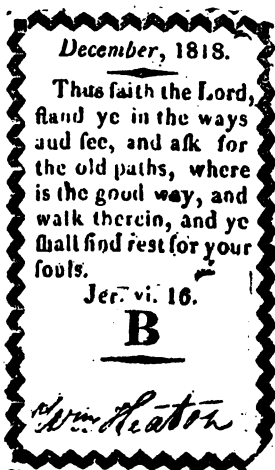 December, 1818.
Thus ſaith the Lord,
ſtand ye in the ways
aud ſee, and aſk for
the old paths, where
is the good way, and
walk therein, and ye
ſhall find reſt for your
ſouls.
Jer. vi. 16.
B
Wm Heaton